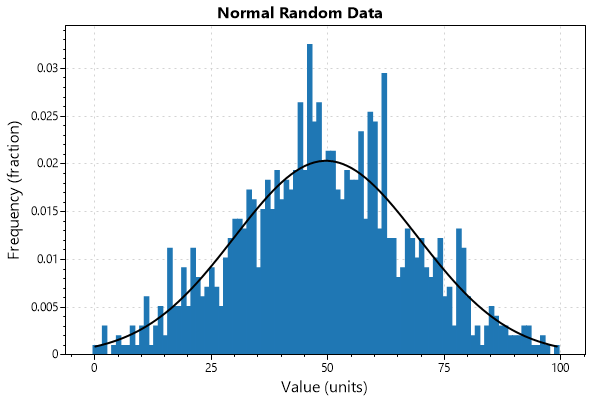 Normal Random Data
Frequency (fraction)
0.03
0.025
0.02
0.015
0.01
0.005
0
0 25 50 75 100
Value (units)